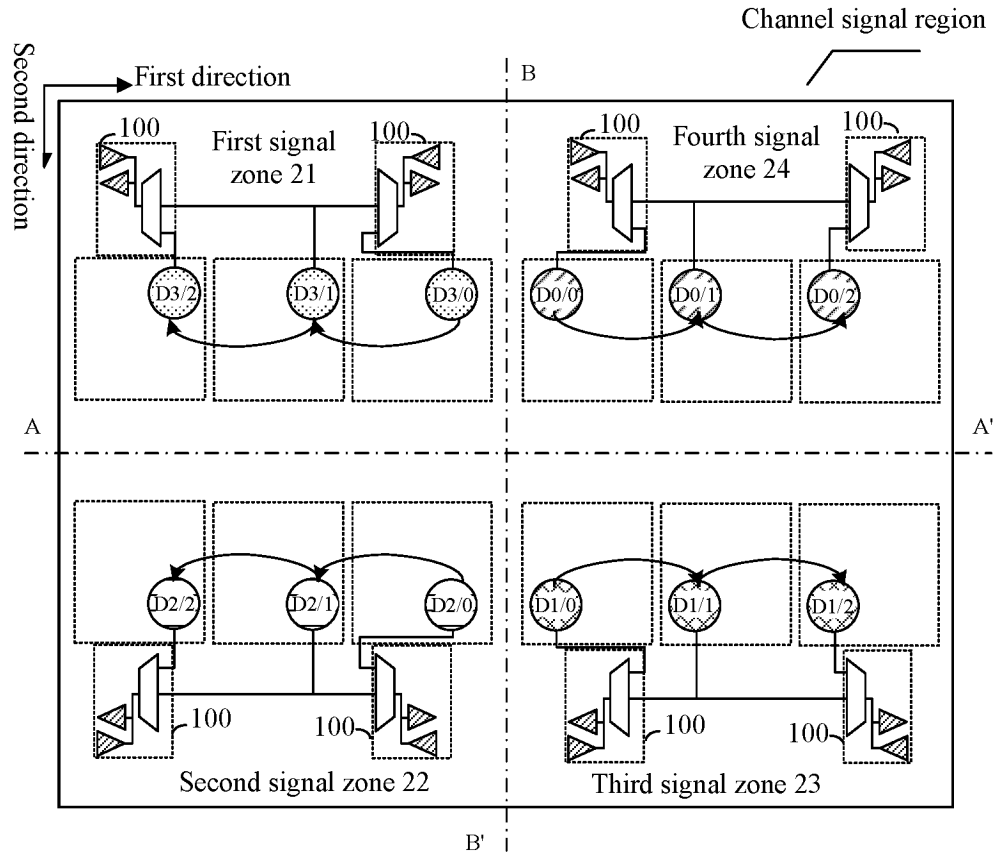 Channel signal region
B
First direction
Second direction
100
First signal
zone 21
100
100
Fourth signal
zone 24
100
D3/2
D3/1
D3/0
D0/0
D0/1
D0/2
A
A'
D2/2
D2/1
D2/0
D1/0
D1/1
D1/2
100
100
100
100
Second signal zone 22
Third signal zone 23
B'